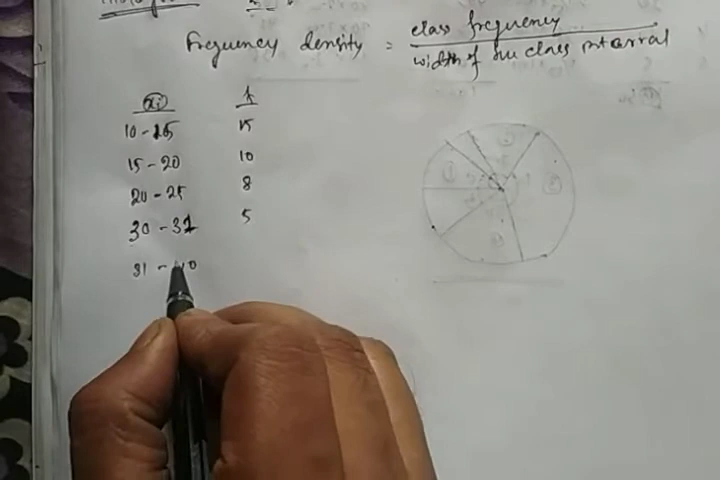 Frequency density = class frequency
width of the class interval
xi f
10-15 15
15-20 10
20-25 8
30-31 5
31-40